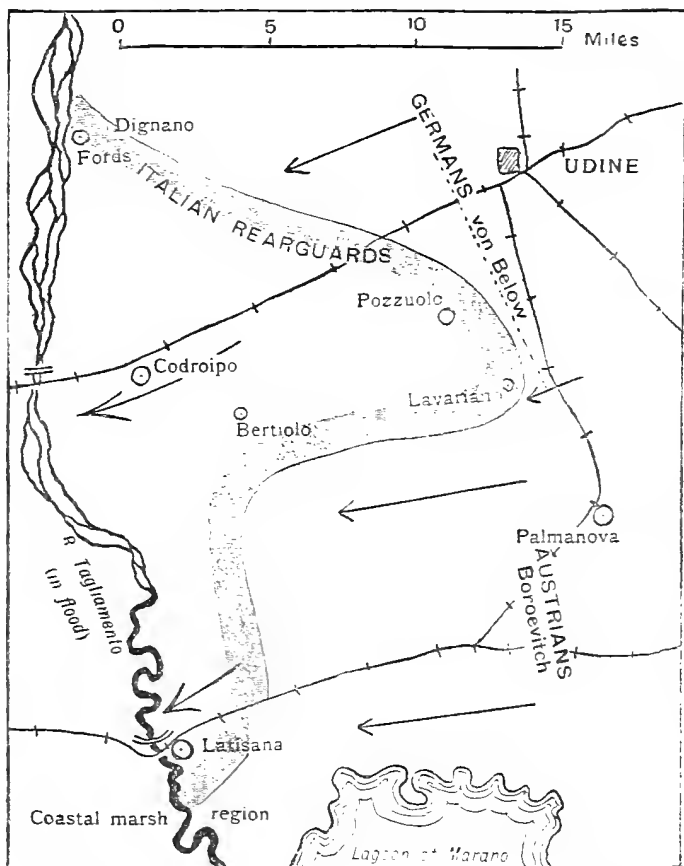 0 5 10 15
Miles
Dignano
Fords
ITALIAN REARGUARDS
GERMANS von Below
UDINE
Pozzuolo
Codroipo
Lavarian
Bertiolo
Palmanova
R. Tagliamento
(in flood)
AUSTRIANS
Boroevitch
Latisana
Coastal marsh region
Lagoon of Marano